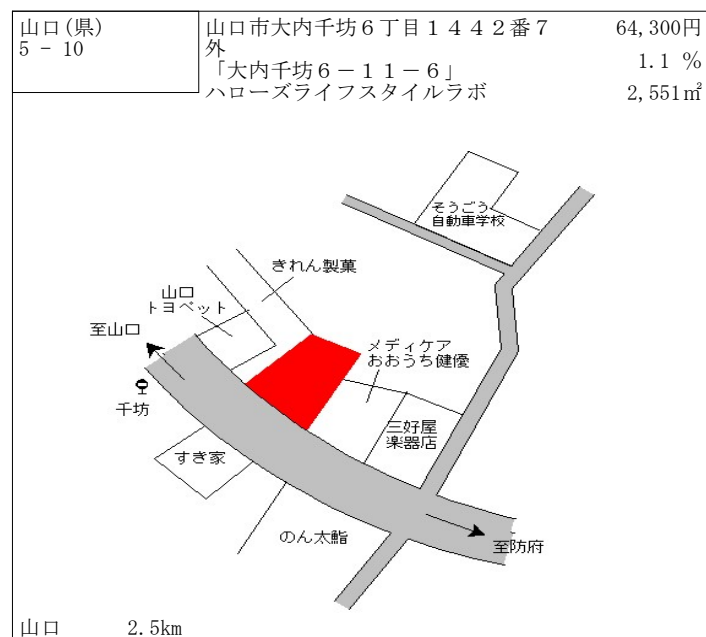 山口(県)
5 － 10
山口市大内千坊６丁目１４４２番７
外
「大内千坊６－１１－６」
ハローズライフスタイルラボ
64,300円
1.1 %
2,551㎡
そうごう
自動車学校
きれん製菓
山口
トヨペット
至山口
メディケア
おおうち健優
千坊
三好屋
楽器店
すき家
のん太鮨
至防府
山口　　2.5km